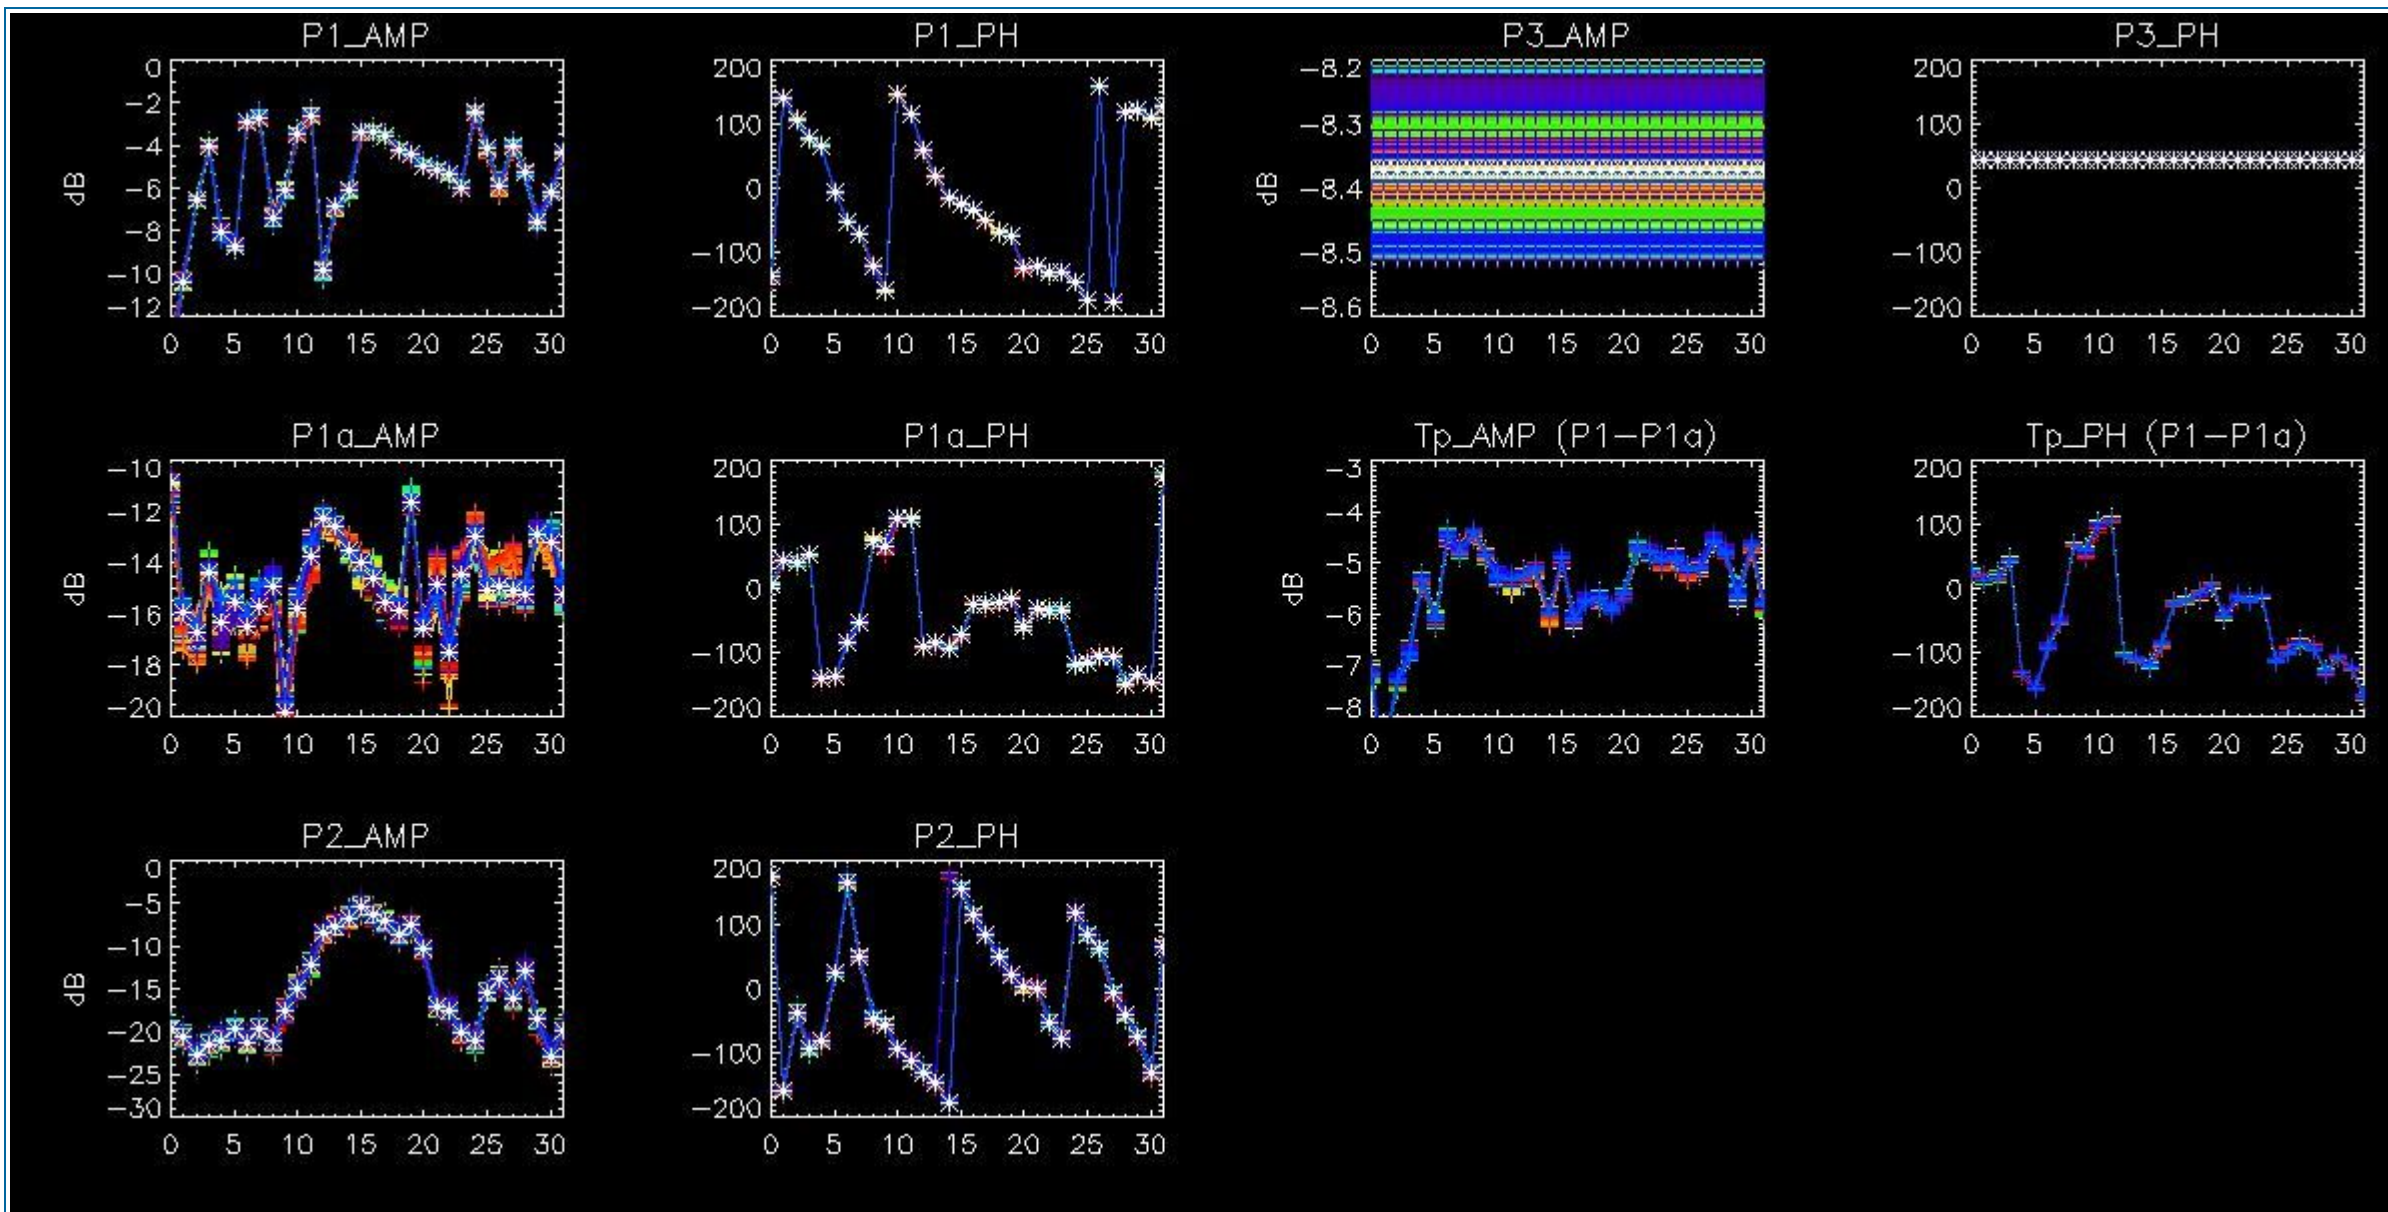 P1_AMP
0
−2
−4
−6
−8
−10
−12
dB
0 5 10 15 20 25 30
P1_PH
200
100
0
−100
−200
0 5 10 15 20 25 30
P3_AMP
−8.2
−8.3
−8.4
−8.5
−8.6
dB
0 5 10 15 20 25 30
P3_PH
200
100
0
−100
−200
0 5 10 15 20 25 30
P1a_AMP
−10
−12
−14
−16
−18
−20
dB
0 5 10 15 20 25 30
P1a_PH
200
100
0
−100
−200
0 5 10 15 20 25 30
Tp_AMP (P1−P1a)
−3
−4
−5
−6
−7
−8
dB
0 5 10 15 20 25 30
Tp_PH (P1−P1a)
200
100
0
−100
−200
0 5 10 15 20 25 30
P2_AMP
0
−5
−10
−15
−20
−25
−30
dB
0 5 10 15 20 25 30
P2_PH
200
100
0
−100
−200
0 5 10 15 20 25 30